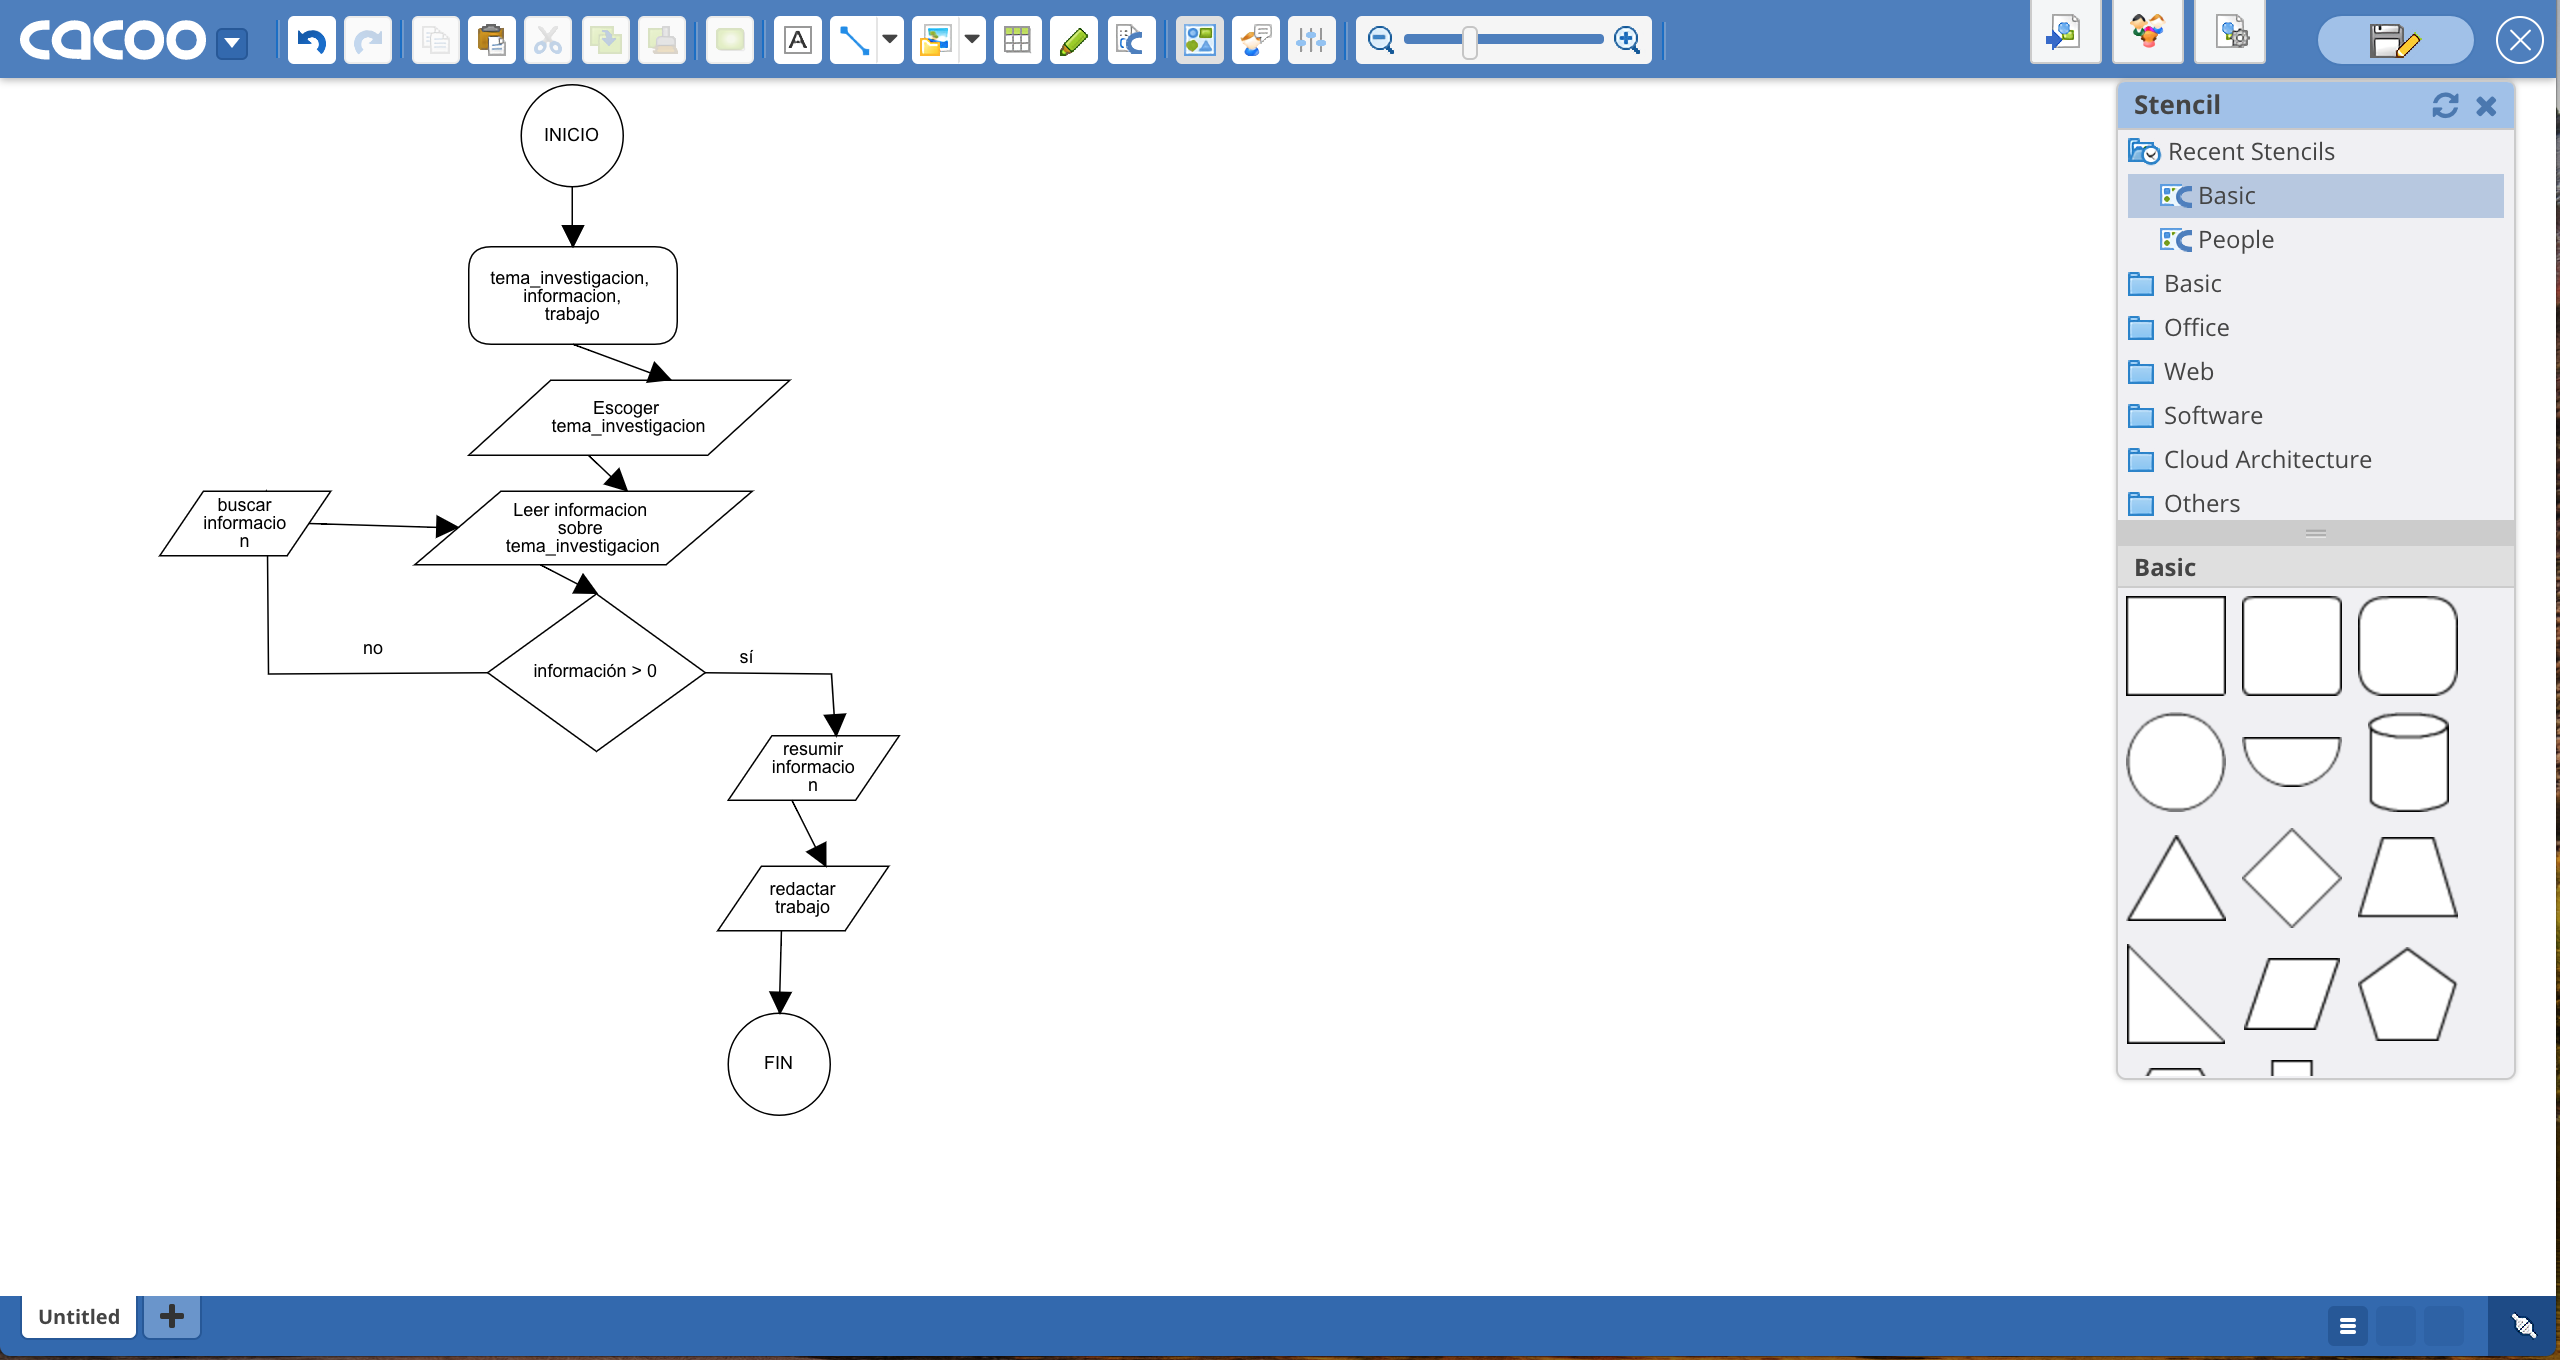 cacoo
INICIO
tema_investigacion,
informacion,
trabajo
Escoger
tema_investigacion
buscar
informacio
n
Leer informacion
sobre
tema_investigacion
no
información > 0
sí
resumir
informacio
n
redactar
trabajo
FIN
Stencil
Recent Stencils
Basic
People
Basic
Office
Web
Software
Cloud Architecture
Others
Basic
Untitled